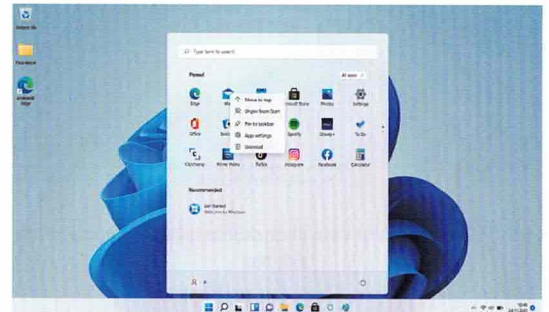 Type here to search
Pinned
All apps >
Edge
Microsoft Store
Photos
Settings
Move to top
Unpin from Start
Pin to taskbar
App settings
Uninstall
Office
Spotify
Disney+
To Do
Clipchamp
Prime Video
TikTok
Instagram
Facebook
Calculator
Recommended
Get Started
Welcome to Windows